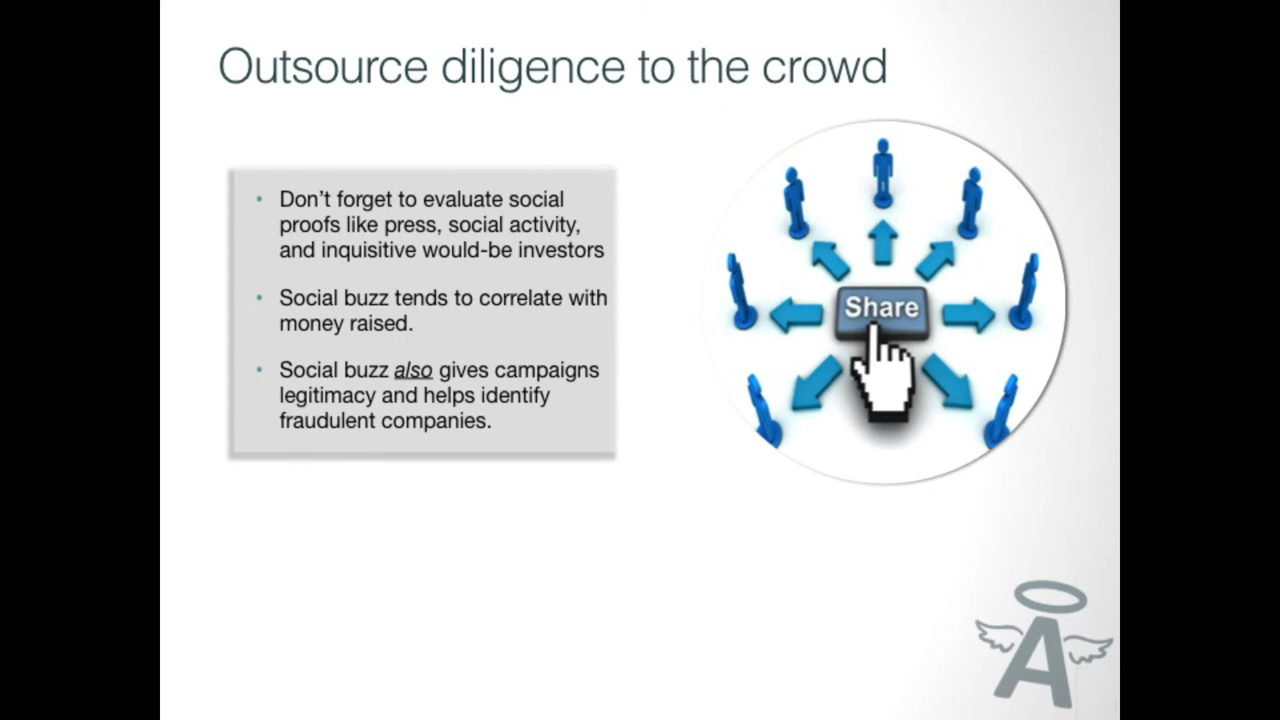 Outsource diligence to the crowd
• Don’t forget to evaluate social
proofs like press, social activity,
and inquisitive would-be investors
• Social buzz tends to correlate with
money raised.
• Social buzz also gives campaigns
legitimacy and helps identify
fraudulent companies.
Share
A